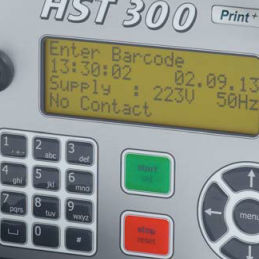 HST 300
Print+
Enter Barcode
13:30:02 02.09.13
Supply : 223V 50Hz
No Contact
1 .,+-
2 abc
3 def
4 ghi
5 jkl
6 mno
7 pqrs
8 tuv
9 wxyz
0
#
start
set
stop
reset
menu